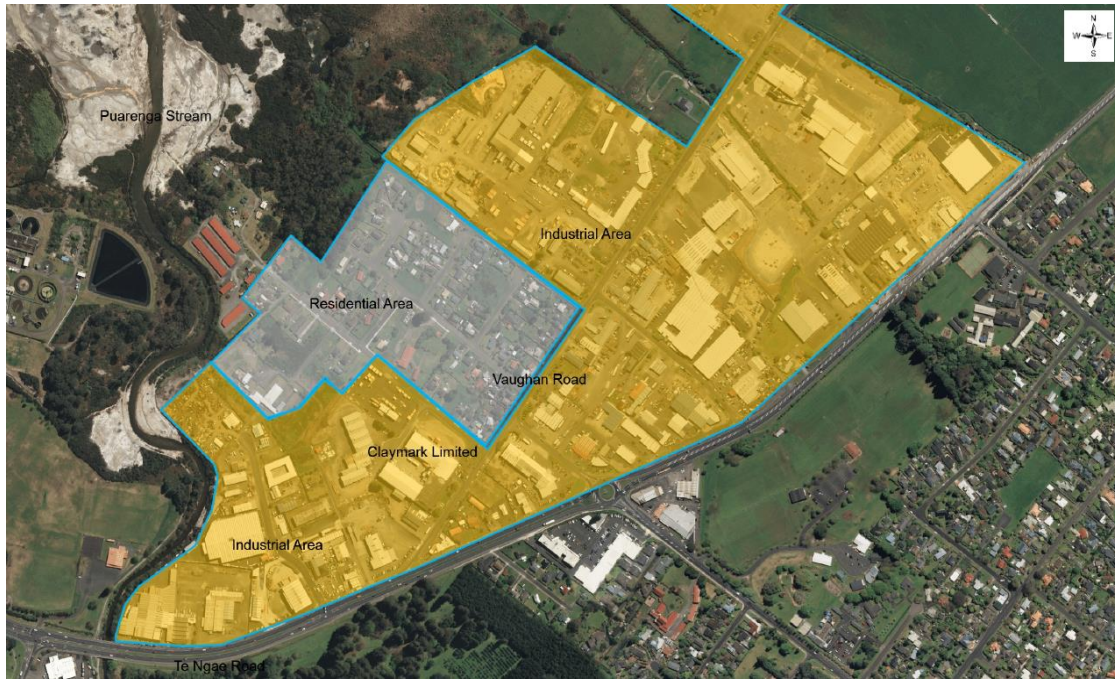 N
W E
S
Puarenga Stream
Industrial Area
Residential Area
Vaughan Road
Claymark Limited
Industrial Area
Te Ngae Road